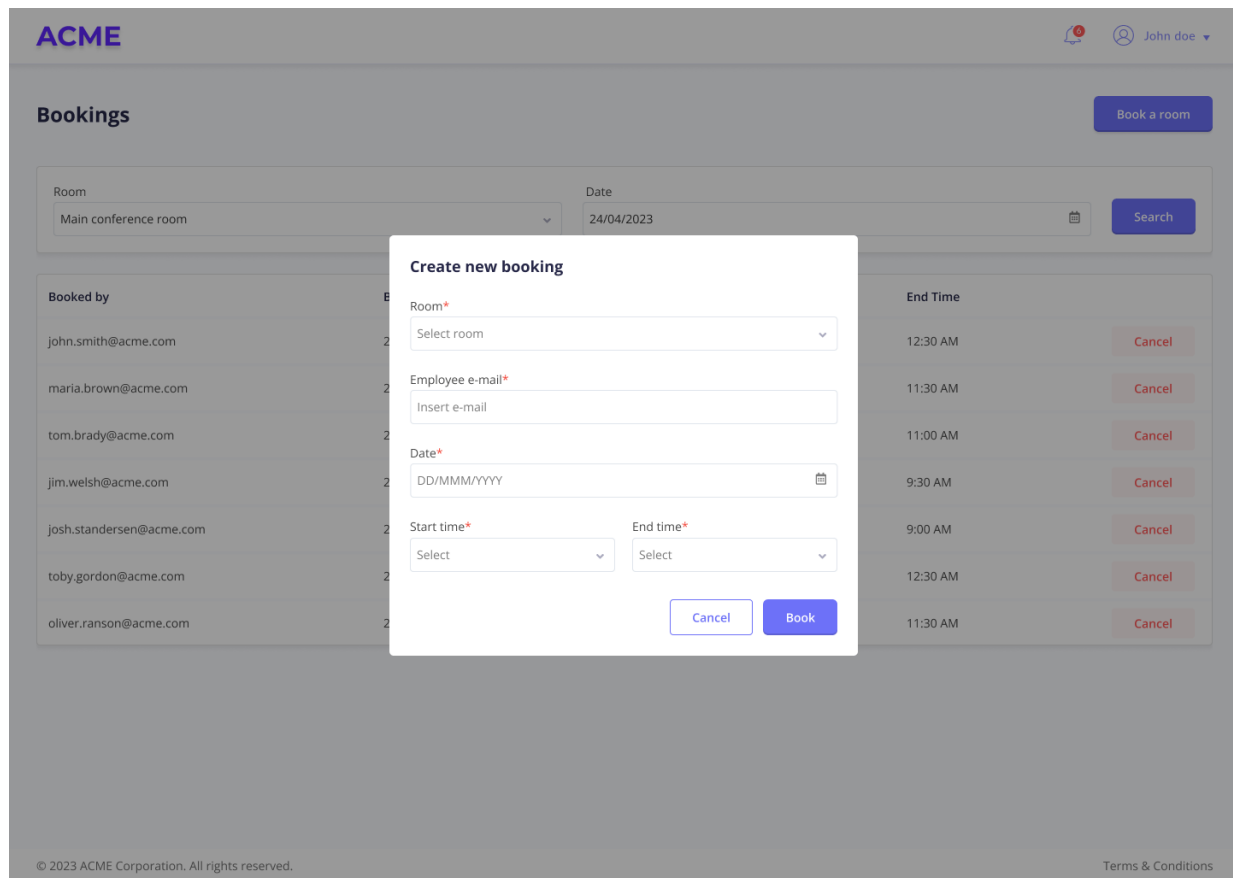 ACME
6 John doe
Bookings
Book a room
Room Date
Main conference room 24/04/2023 Search
Create new booking
Booked by End Time
Room*
Select room
john.smith@acme.com 12:30 AM Cancel
Employee e-mail*
maria.brown@acme.com 11:30 AM Cancel
Insert e-mail
tom.brady@acme.com 11:00 AM Cancel
Date*
DD/MMM/YYYY
jim.welsh@acme.com 9:30 AM Cancel
Start time* End time*
josh.standersen@acme.com 9:00 AM Cancel
Select Select
toby.gordon@acme.com 12:30 AM Cancel
Cancel Book
oliver.ranson@acme.com 11:30 AM Cancel
© 2023 ACME Corporation. All rights reserved. Terms & Conditions